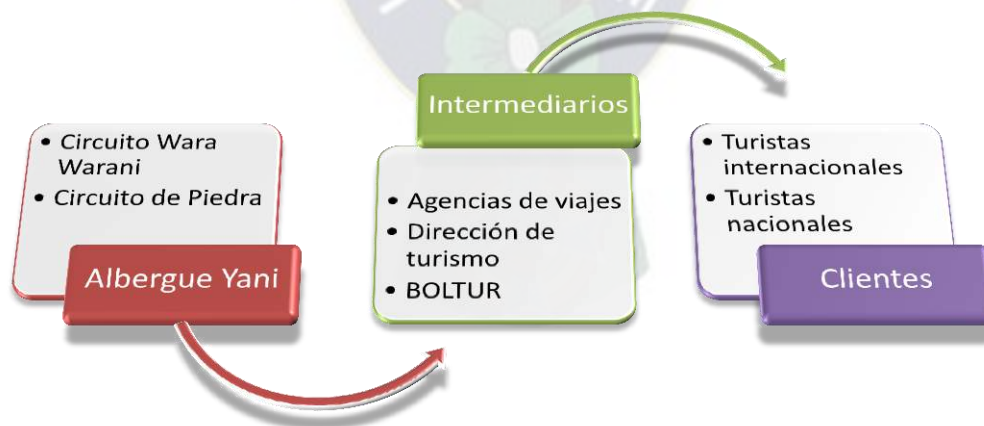 • Circuito Wara
Warani
• Circuito de Piedra
Albergue Yani
Intermediarios
• Agencias de viajes
• Dirección de
turismo
• BOLTUR
• Turistas
internacionales
• Turistas
nacionales
Clientes